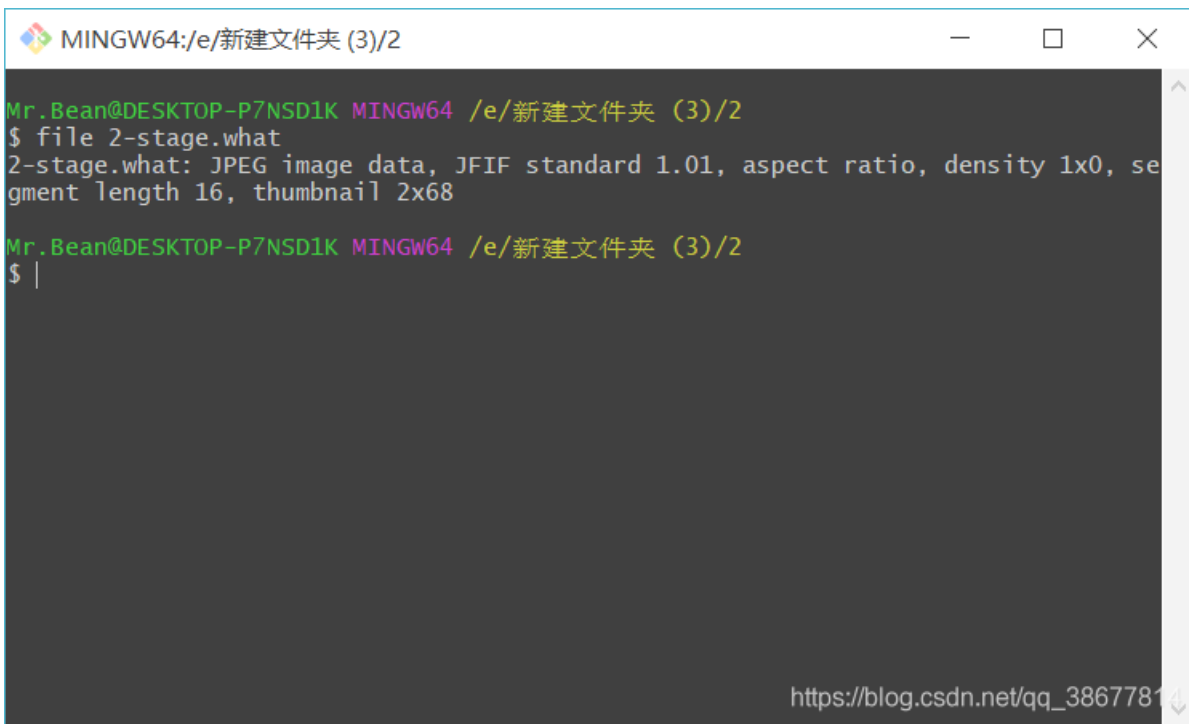 MINGW64:/e/新建文件夹 (3)/2
Mr.Bean@DESKTOP-P7NSD1K MINGW64 /e/新建文件夹 (3)/2
$ file 2-stage.what
2-stage.what: JPEG image data, JFIF standard 1.01, aspect ratio, density 1x0, se
gment length 16, thumbnail 2x68
Mr.Bean@DESKTOP-P7NSD1K MINGW64 /e/新建文件夹 (3)/2
$
https://blog.csdn.net/qq_38677814